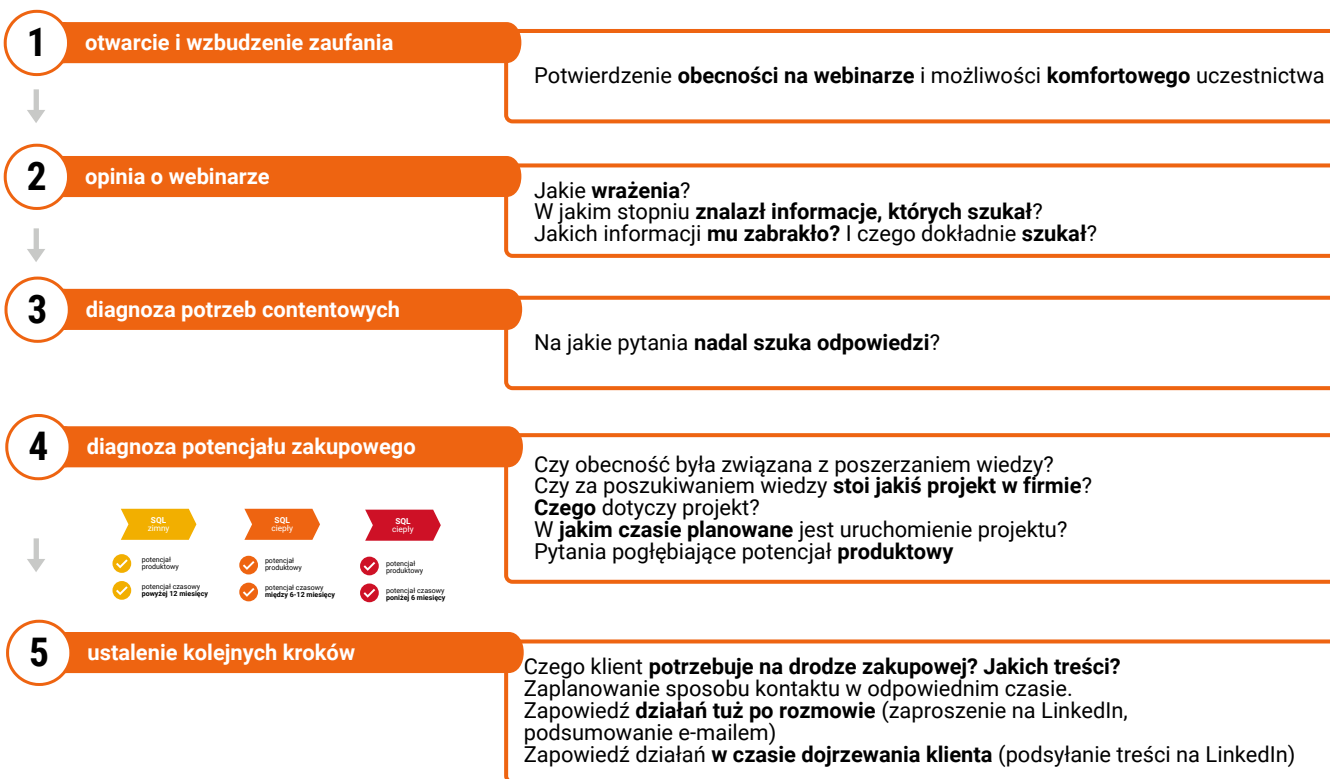 1
otwarcie i wzbudzenie zaufania
Potwierdzenie obecności na webinarze i możliwości komfortowego uczestnictwa
2
opinia o webinarze
Jakie wrażenia?
W jakim stopniu znalazł informacje, których szukał?
Jakich informacji mu zabrakło? I czego dokładnie szukał?
3
diagnoza potrzeb contentowych
Na jakie pytania nadal szuka odpowiedzi?
4
diagnoza potencjału zakupowego
Czy obecność była związana z poszerzaniem wiedzy?
Czy za poszukiwaniem wiedzy stoi jakiś projekt w firmie?
Czego dotyczy projekt?
W jakim czasie planowane jest uruchomienie projektu?
Pytania pogłębiające potencjał produktowy
SQL
zimny
potencjał
produktowy
potencjał czasowy
powyżej 12 miesięcy
SQL
ciepły
potencjał
produktowy
potencjał czasowy
między 6-12 miesięcy
SQL
ciepły
potencjał
produktowy
potencjał czasowy
poniżej 6 miesięcy
5
ustalenie kolejnych kroków
Czego klient potrzebuje na drodze zakupowej? Jakich treści?
Zaplanowanie sposobu kontaktu w odpowiednim czasie.
Zapowiedź działań tuż po rozmowie (zaproszenie na LinkedIn,
podsumowanie e-mailem)
Zapowiedź działań w czasie dojrzewania klienta (podsyłanie treści na LinkedIn)